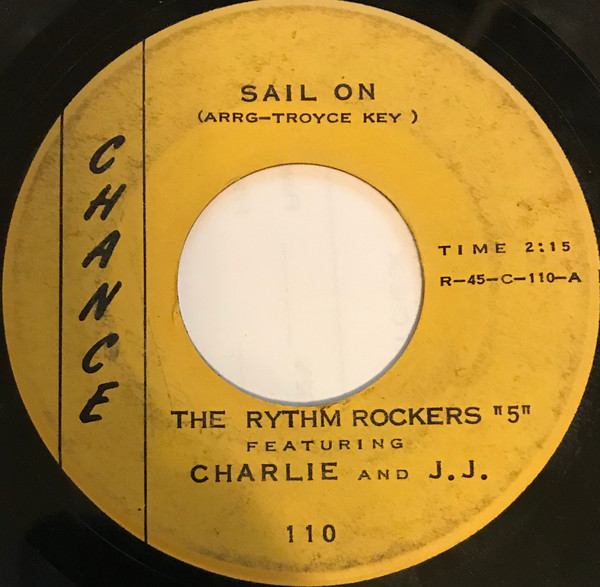 SAIL ON
(ARRG-TROYCE KEY )
CHANCE
TIME 2:15
R-45-C-110-A
THE RYTHM ROCKERS "5"
FEATURING
CHARLIE AND J.J.
110